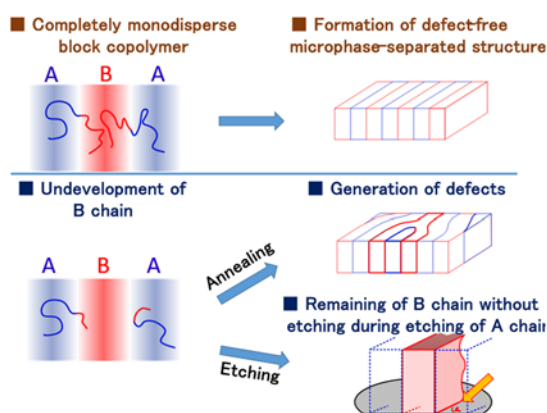 ■ Completely monodisperse
block copolymer
■ Formation of defect-free
microphase-separated structure
A B A
■ Undevelopment of
B chain
■ Generation of defects
A B A
Annealing
■ Remaining of B chain without
etching during etching of A chain
Etching